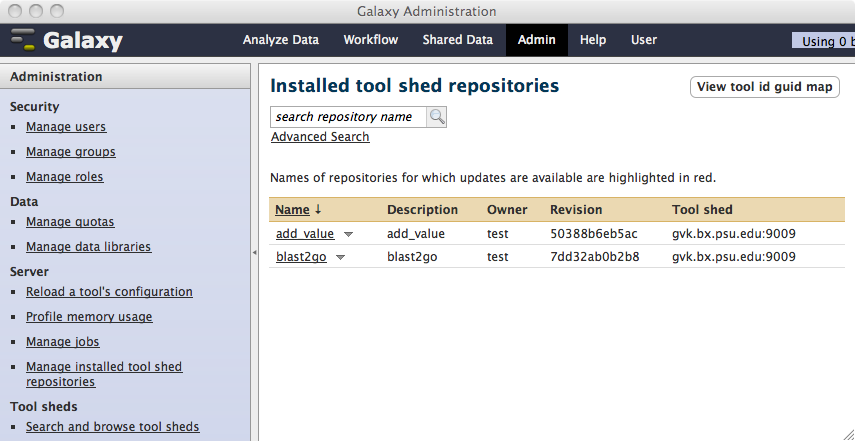 Galaxy Administration
Galaxy
Analyze Data Workflow Shared Data Admin Help User Using 0 b
Administration
Security
Manage users
Manage groups
Manage roles
Data
Manage quotas
Manage data libraries
Server
Reload a tool's configuration
Profile memory usage
Manage jobs
Manage installed tool shed
repositories
Tool sheds
Search and browse tool sheds
Installed tool shed repositories
View tool id guid map
search repository name
Advanced Search
Names of repositories for which updates are available are highlighted in red.
Name ↓ Description Owner Revision Tool shed
add_value add_value test 50388b6eb5ac gvk.bx.psu.edu:9009
blast2go blast2go test 7dd32ab0b2b8 gvk.bx.psu.edu:9009